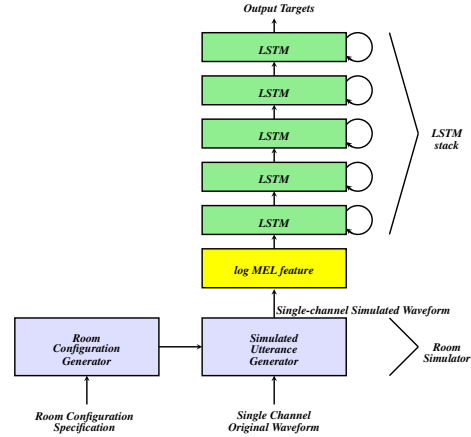 Output Targets
LSTM
LSTM
LSTM
LSTM
LSTM
LSTM
stack
log MEL feature
Single-channel Simulated Waveform
Room
Configuration
Generator
Simulated
Utterance
Generator
Room
Simulator
Room Configuration
Specification
Single Channel
Original Waveform